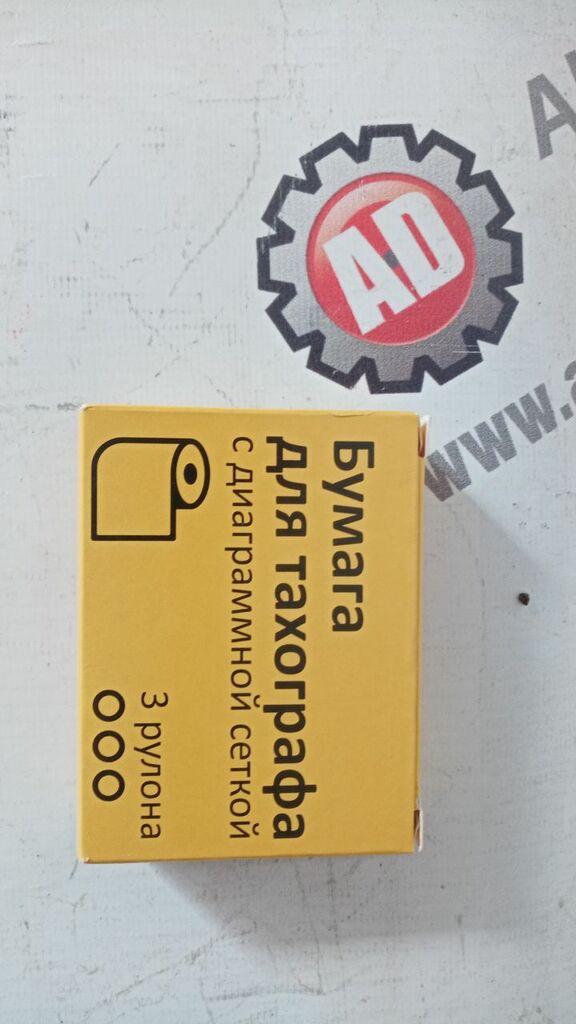 AD
www.a
Бумага
для тахографа
с диаграммной сеткой
3 рулона